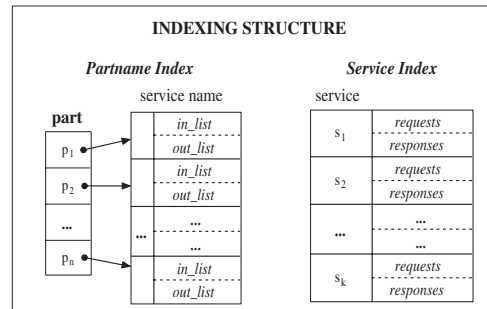 INDEXING STRUCTURE
Partname Index
service name
part
p1
p2
...
pn
in_list
out_list
in_list
out_list
...
...
...
in_list
out_list
Service Index
service
s1
requests
responses
s2
requests
responses
...
...
...
sk
requests
responses